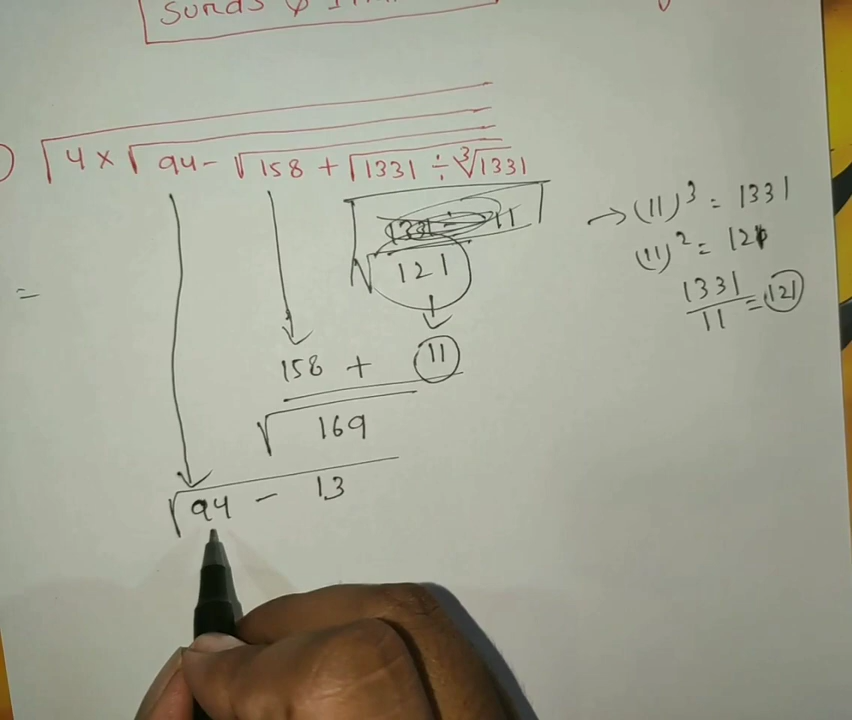 Surds &
√4 × √94 - √158 + √1331 ÷ ∛1331
→ (11)³ = 1331
(11)² = 121
1331/11 = 121
=
√121
158 + 11
√169
√94 - 13